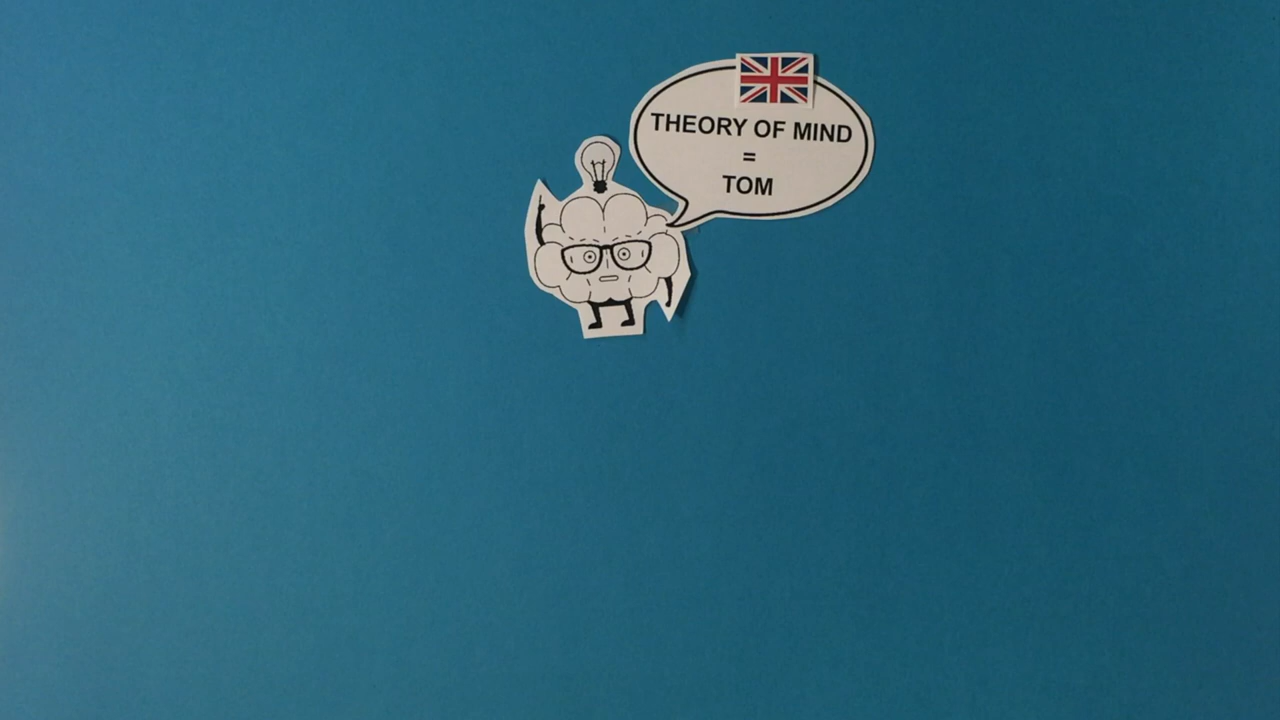 THEORY OF MIND
=
TOM